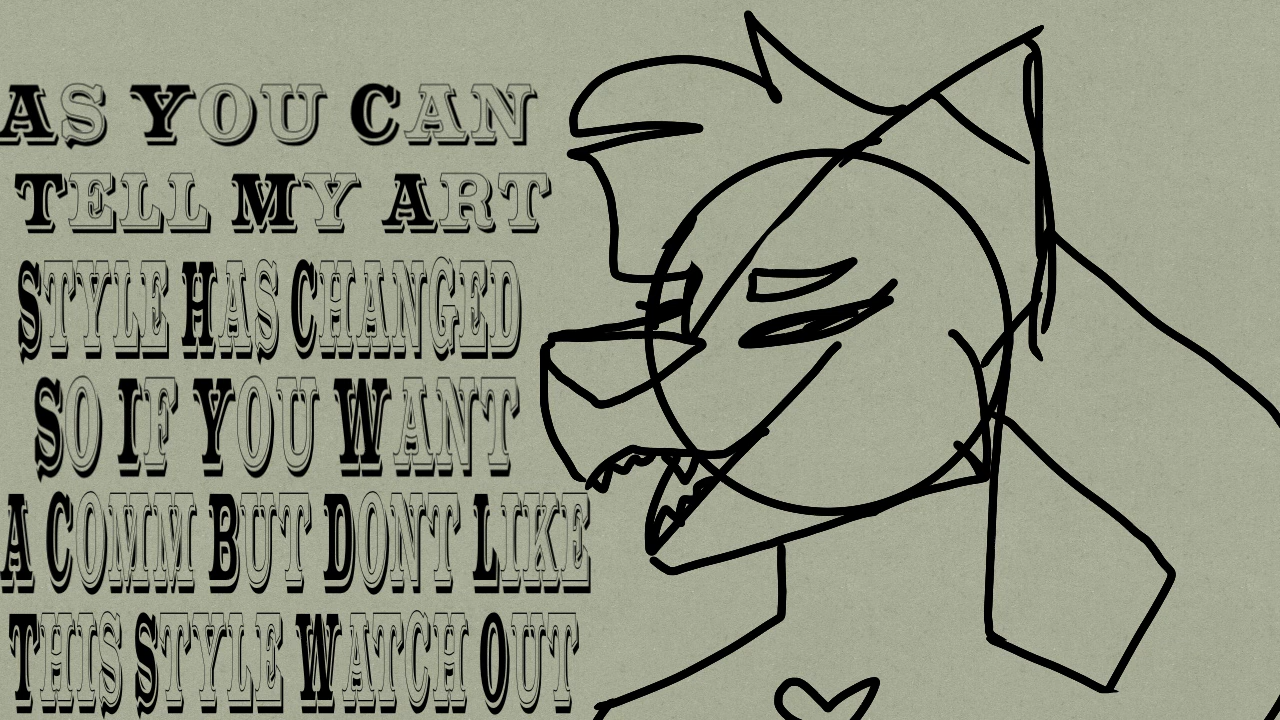 As You Can
Tell My Art
Style Has Changed
So If You Want
A Comm But Dont Like
This Style Watch Out